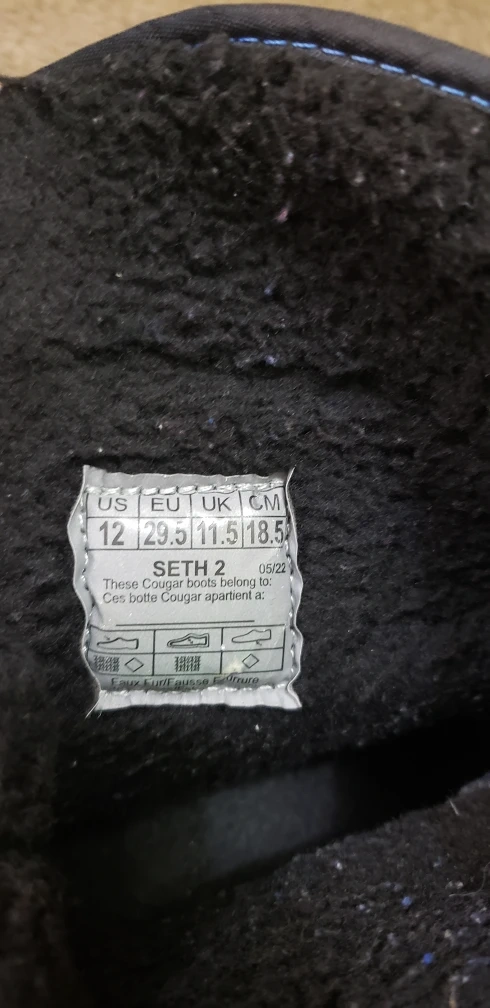 US EU UK CM
12 29.5 11.5 18.5
SETH 2 05/22
These Cougar boots belong to:
Ces botte Cougar apartient a:
Faux Fur/Fausse Fourrure